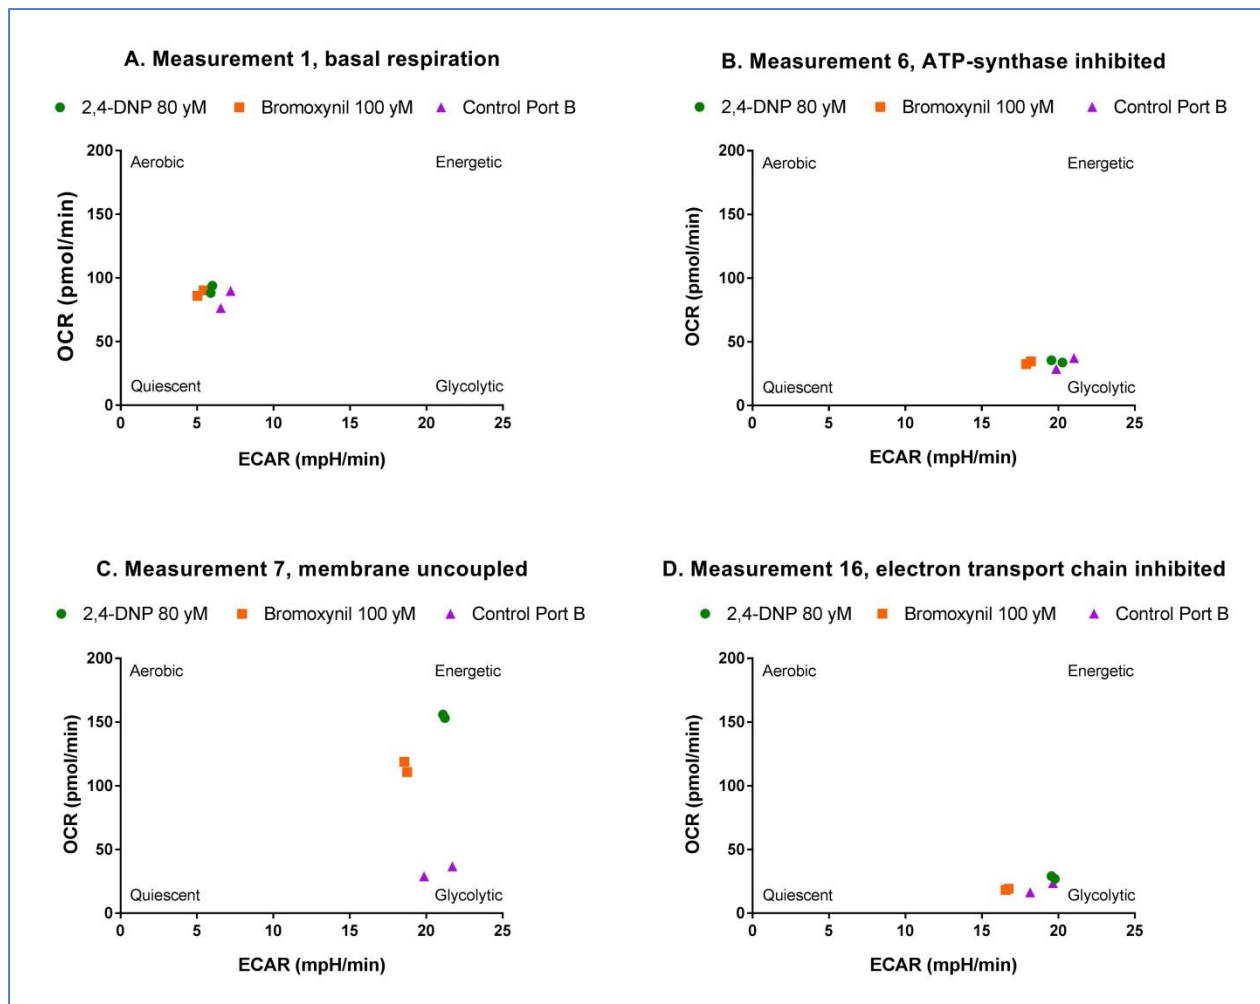 A. Measurement 1, basal respiration
2,4-DNP 80 yM Bromoxynil 100 yM Control Port B
200
Aerobic Energetic
150
100
50
Quiescent Glycolytic
0
0 5 10 15 20 25
OCR (pmol/min)
ECAR (mpH/min)
B. Measurement 6, ATP-synthase inhibited
2,4-DNP 80 yM Bromoxynil 100 yM Control Port B
200
Aerobic Energetic
150
100
50
Quiescent Glycolytic
0
0 5 10 15 20 25
OCR (pmol/min)
ECAR (mpH/min)
C. Measurement 7, membrane uncoupled
2,4-DNP 80 yM Bromoxynil 100 yM Control Port B
200
Aerobic Energetic
150
100
50
Quiescent Glycolytic
0
0 5 10 15 20 25
OCR (pmol/min)
ECAR (mpH/min)
D. Measurement 16, electron transport chain inhibited
2,4-DNP 80 yM Bromoxynil 100 yM Control Port B
200
Aerobic Energetic
150
100
50
Quiescent Glycolytic
0
0 5 10 15 20 25
OCR (pmol/min)
ECAR (mpH/min)